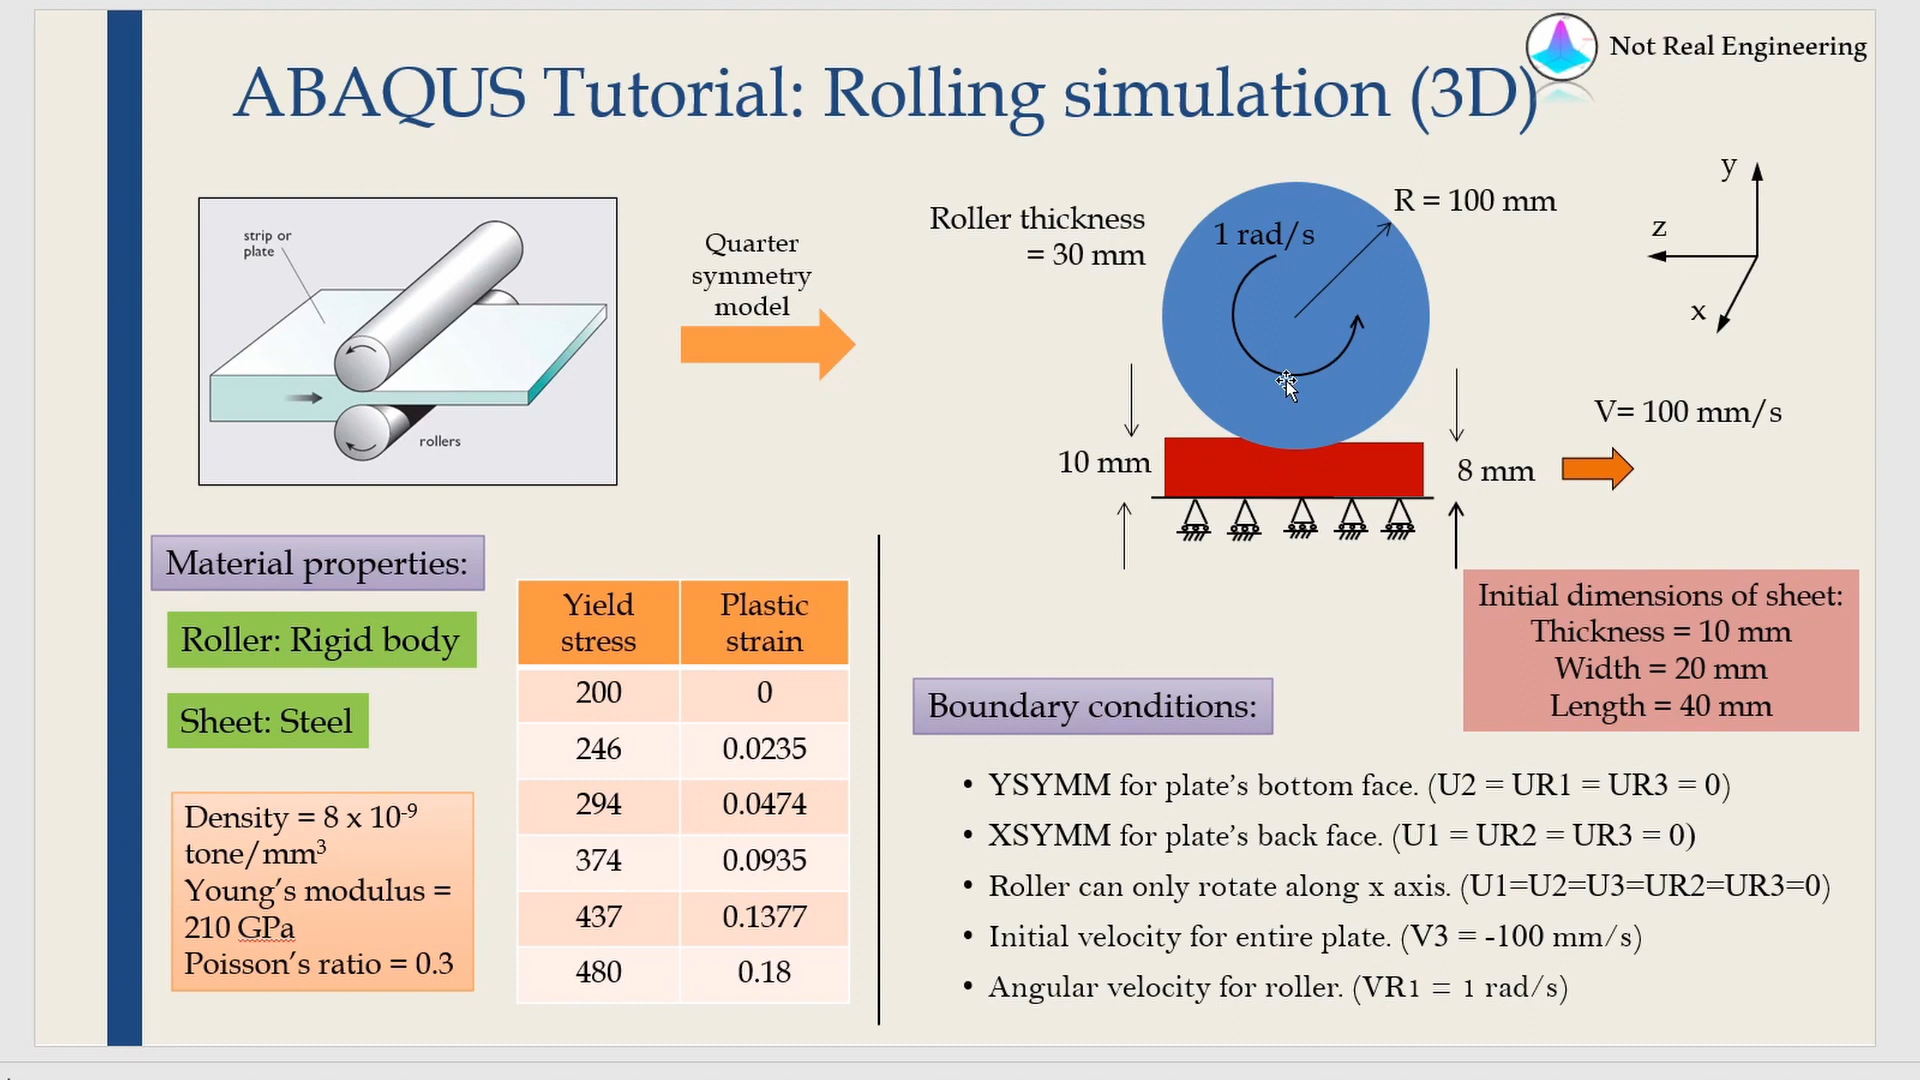 Not Real Engineering
ABAQUS Tutorial: Rolling simulation (3D)
strip or
plate
rollers
Quarter
symmetry
model
Roller thickness
= 30 mm
1 rad/s
R = 100 mm
y
z
x
V= 100 mm/s
10 mm
8 mm
Material properties:
Roller: Rigid body
Sheet: Steel
Density = 8 x 10⁻⁹
tone/mm³
Young's modulus =
210 GPa
Poisson's ratio = 0.3
Yield stress Plastic strain
200 0
246 0.0235
294 0.0474
374 0.0935
437 0.1377
480 0.18
Initial dimensions of sheet:
Thickness = 10 mm
Width = 20 mm
Length = 40 mm
Boundary conditions:
• YSYMM for plate's bottom face. (U2 = UR1 = UR3 = 0)
• XSYMM for plate's back face. (U1 = UR2 = UR3 = 0)
• Roller can only rotate along x axis. (U1=U2=U3=UR2=UR3=0)
• Initial velocity for entire plate. (V3 = -100 mm/s)
• Angular velocity for roller. (VR1 = 1 rad/s)